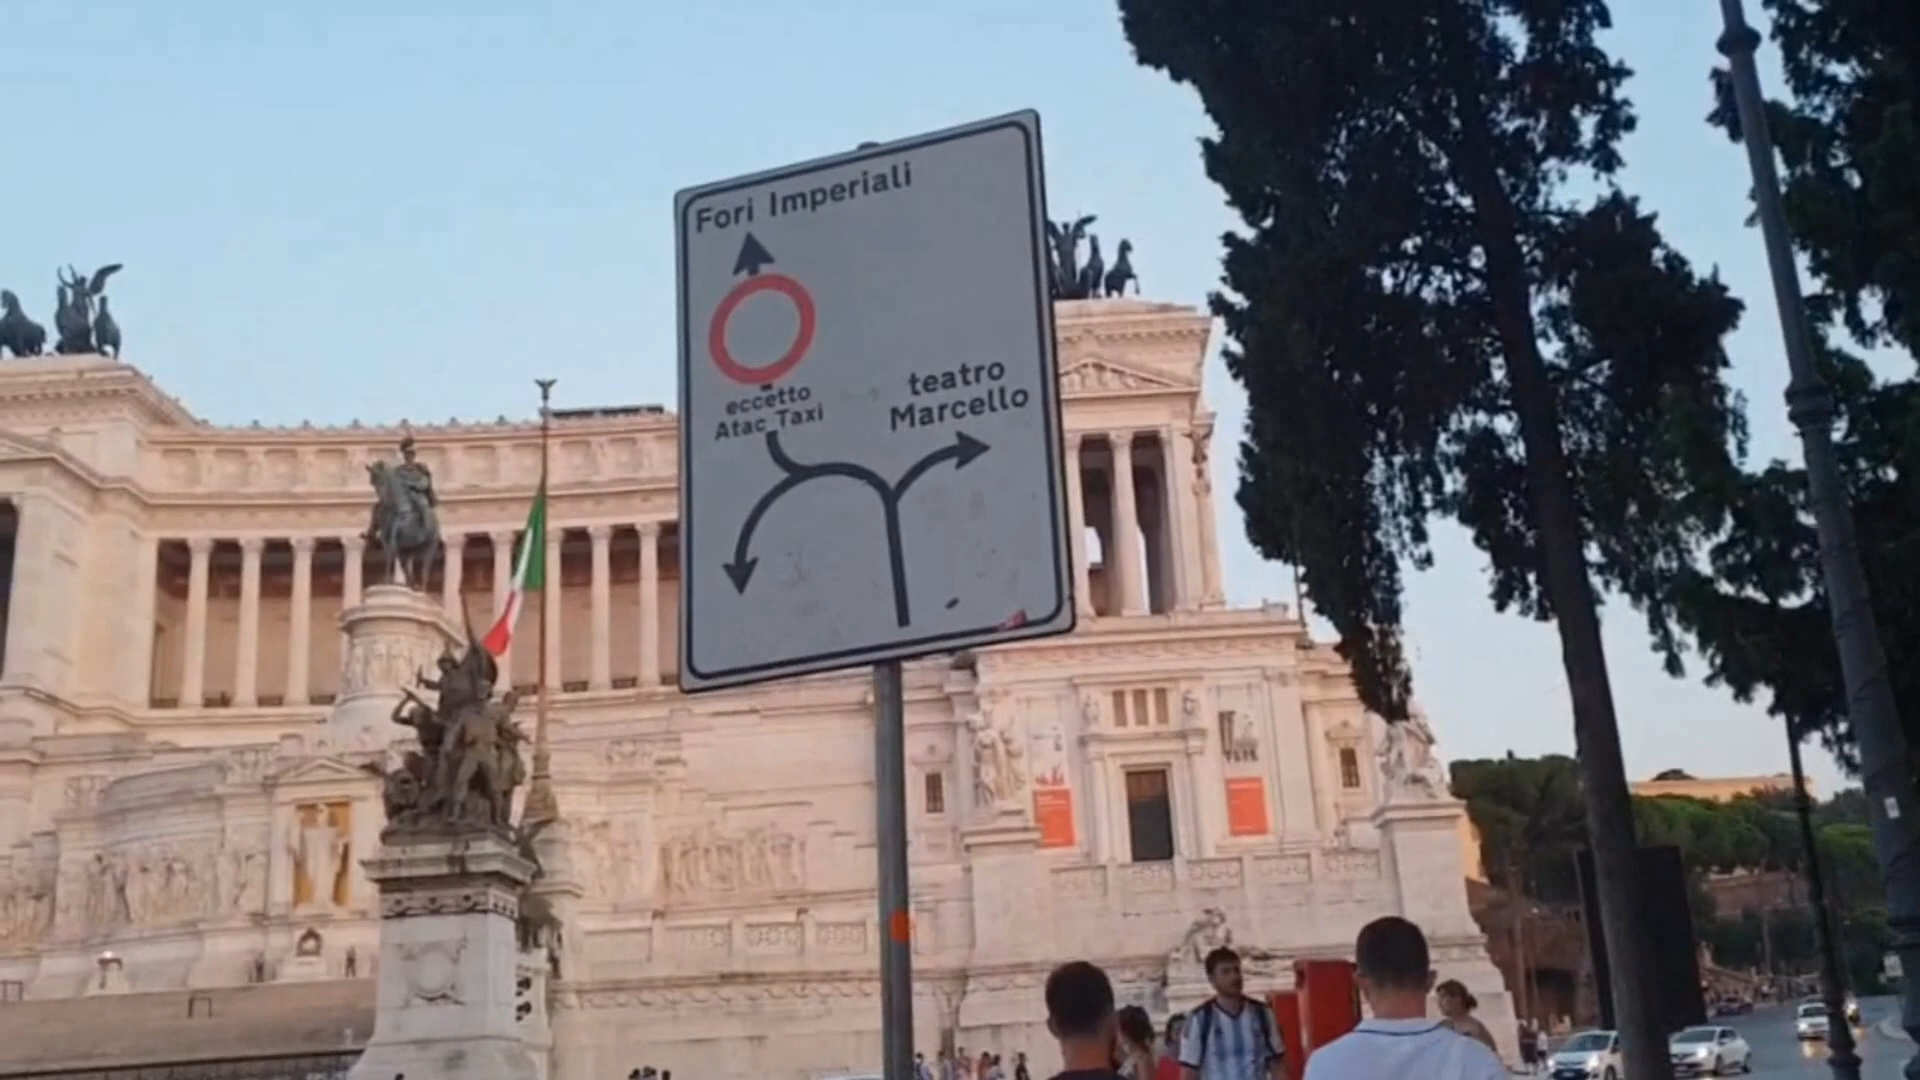 Fori Imperiali
eccetto
Atac Taxi
teatro
Marcello